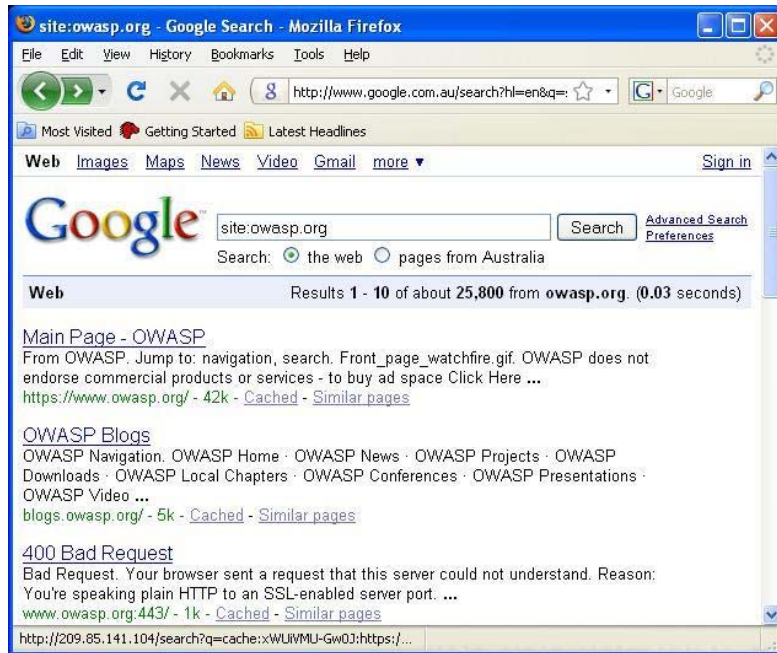 site:owasp.org - Google Search - Mozilla Firefox
File Edit View History Bookmarks Tools Help
http://www.google.com.au/search?hl=en&q=: Google
Most Visited Getting Started Latest Headlines
Web Images Maps News Video Gmail more ▼ Sign in
Google™ site:owasp.org Search Advanced Search
Preferences
Search: the web pages from Australia
Web Results 1 - 10 of about 25,800 from owasp.org. (0.03 seconds)
Main Page - OWASP
From OWASP. Jump to: navigation, search. Front_page_watchfire.gif. OWASP does not
endorse commercial products or services - to buy ad space Click Here ...
https://www.owasp.org/ - 42k - Cached - Similar pages
OWASP Blogs
OWASP Navigation. OWASP Home · OWASP News · OWASP Projects · OWASP
Downloads · OWASP Local Chapters · OWASP Conferences · OWASP Presentations ·
OWASP Video ...
blogs.owasp.org/ - 5k - Cached - Similar pages
400 Bad Request
Bad Request. Your browser sent a request that this server could not understand. Reason:
You're speaking plain HTTP to an SSL-enabled server port. ...
www.owasp.org:443/ - 1k - Cached - Similar pages
http://209.85.141.104/search?q=cache:xWUiVMU-Gw0J:https:/...